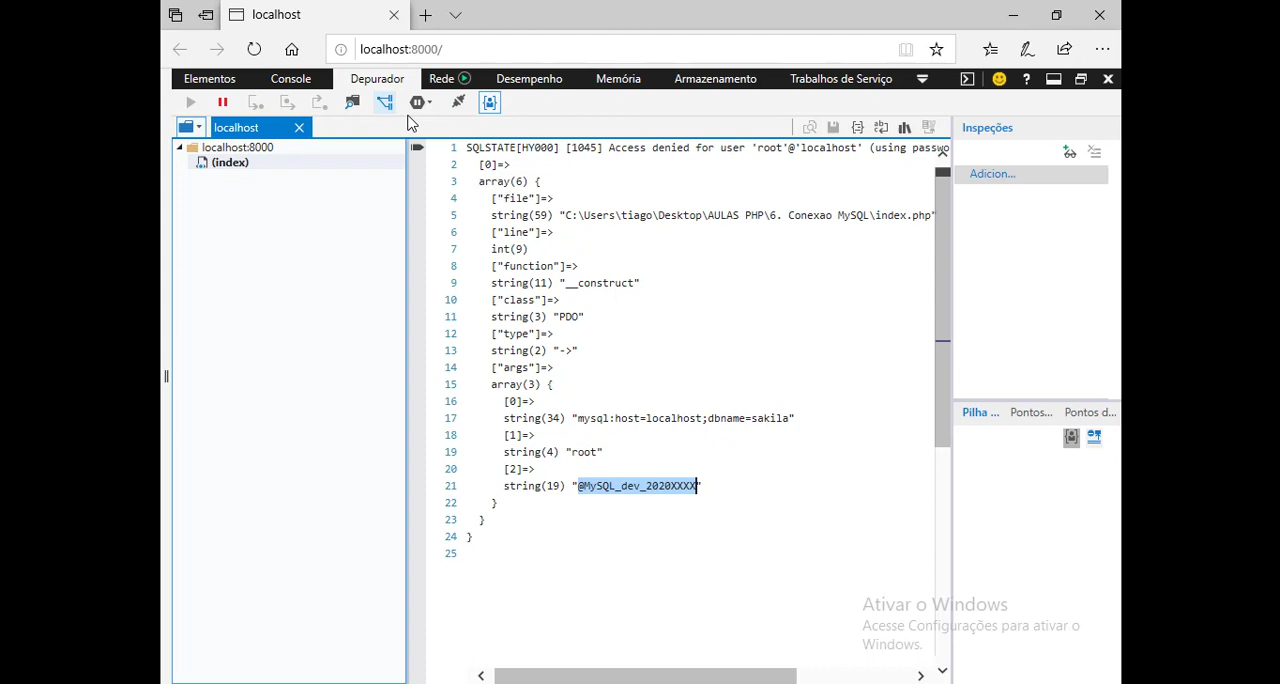 localhost
localhost:8000/
Elementos Console Depurador Rede Desempenho Memória Armazenamento Trabalhos de Serviço
localhost
localhost:8000
(index)
1 SQLSTATE[HY000] [1045] Access denied for user 'root'@'localhost' (using passwo
2 [0]=>
3 array(6) {
4 ["file"]=>
5 string(59) "C:\Users\tiago\Desktop\AULAS PHP\6. Conexao MySQL\index.php"
6 ["line"]=>
7 int(9)
8 ["function"]=>
9 string(11) "__construct"
10 ["class"]=>
11 string(3) "PDO"
12 ["type"]=>
13 string(2) "->"
14 ["args"]=>
15 array(3) {
16 [0]=>
17 string(34) "mysql:host=localhost;dbname=sakila"
18 [1]=>
19 string(4) "root"
20 [2]=>
21 string(19) "@MySQL_dev_2020XXXX"
22 }
23 }
24 }
25
Inspeções
Adicion...
Pilha ... Pontos... Pontos d...
Ativar o Windows
Acesse Configurações para ativar o
Windows.